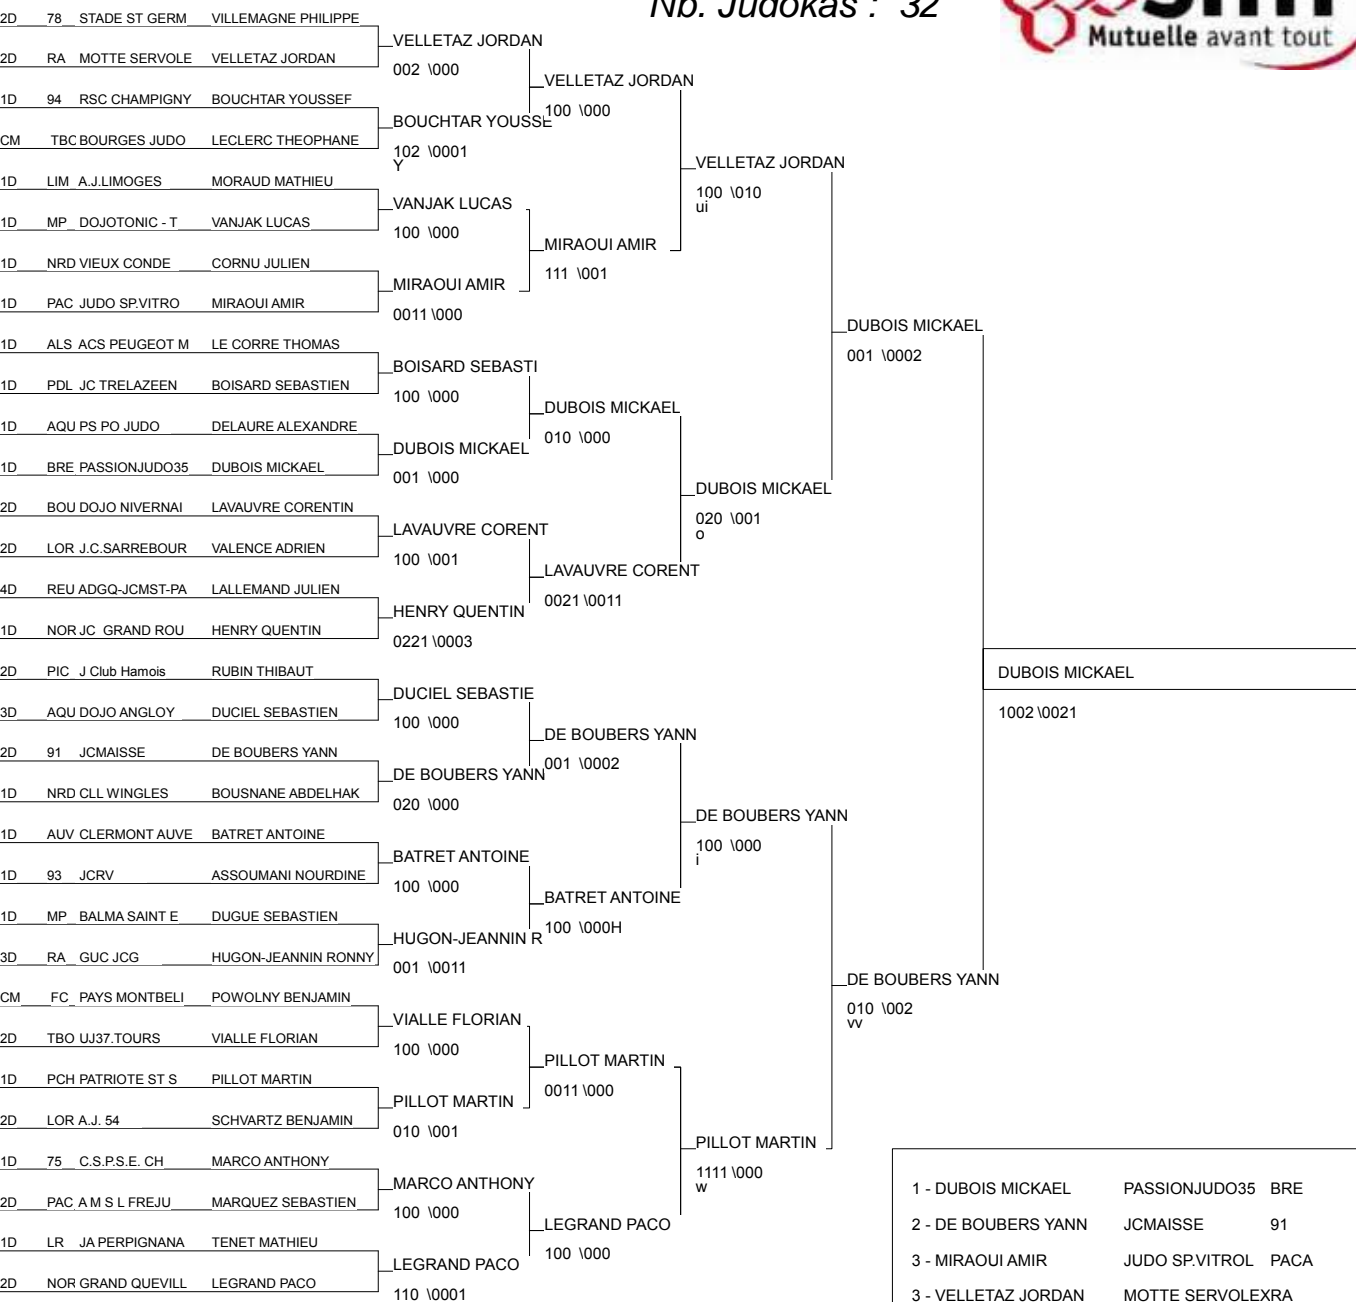 Nb. Judokas : 32
Mutuelle avant tout
2D 78 STADE ST GERM VILLEMAGNE PHILIPPE
2D RA MOTTE SERVOLE VELLETAZ JORDAN
1D 94 RSC CHAMPIGNY BOUCHTAR YOUSSEF
CM TBC BOURGES JUDO LECLERC THEOPHANE
1D LIM A.J.LIMOGES MORAUD MATHIEU
1D MP DOJOTONIC - T VANJAK LUCAS
1D NRD VIEUX CONDE CORNU JULIEN
1D PAC JUDO SP.VITRO MIRAOUI AMIR
1D ALS ACS PEUGEOT M LE CORRE THOMAS
1D PDL JC TRELAZEEN BOISARD SEBASTIEN
1D AQU PS PO JUDO DELAURE ALEXANDRE
1D BRE PASSIONJUDO35 DUBOIS MICKAEL
2D BOU DOJO NIVERNAI LAVAUVRE CORENTIN
2D LOR J.C.SARREBOUR VALENCE ADRIEN
4D REU ADGQ-JCMST-PA LALLEMAND JULIEN
1D NOR JC GRAND ROU HENRY QUENTIN
2D PIC J Club Hamois RUBIN THIBAUT
3D AQU DOJO ANGLOY DUCIEL SEBASTIEN
2D 91 JCMAISSE DE BOUBERS YANN
1D NRD CLL WINGLES BOUSNANE ABDELHAK
1D AUV CLERMONT AUVE BATRET ANTOINE
1D 93 JCRV ASSOUMANI NOURDINE
1D MP BALMA SAINT E DUGUE SEBASTIEN
3D RA GUC JCG HUGON-JEANNIN RONNY
CM FC PAYS MONTBELI POWOLNY BENJAMIN
2D TBO UJ37.TOURS VIALLE FLORIAN
1D PCH PATRIOTE ST S PILLOT MARTIN
2D LOR A.J. 54 SCHVARTZ BENJAMIN
1D 75 C.S.P.S.E. CH MARCO ANTHONY
2D PAC A M S L FREJU MARQUEZ SEBASTIEN
1D LR JA PERPIGNANA TENET MATHIEU
2D NOR GRAND QUEVILL LEGRAND PACO
VELLETAZ JORDAN
002 \000
BOUCHTAR YOUSSE
102 \0001
Y
VANJAK LUCAS
100 \000
MIRAOUI AMIR
0011 \000
BOISARD SEBASTI
100 \000
DUBOIS MICKAEL
001 \000
LAVAUVRE CORENT
100 \001
HENRY QUENTIN
0221 \0003
DUCIEL SEBASTIE
100 \000
DE BOUBERS YANN
020 \000
BATRET ANTOINE
100 \000
HUGON-JEANNIN R
001 \0011
VIALLE FLORIAN
100 \000
PILLOT MARTIN
010 \001
MARCO ANTHONY
100 \000
LEGRAND PACO
110 \0001
VELLETAZ JORDAN
100 \000
MIRAOUI AMIR
111 \001
DUBOIS MICKAEL
010 \000
LAVAUVRE CORENT
0021 \0011
DE BOUBERS YANN
001 \0002
BATRET ANTOINE
100 \000H
PILLOT MARTIN
0011 \000
LEGRAND PACO
100 \000
VELLETAZ JORDAN
100 \010
ui
DUBOIS MICKAEL
020 \001
o
DE BOUBERS YANN
100 \000
i
PILLOT MARTIN
1111 \000
w
DUBOIS MICKAEL
001 \0002
DE BOUBERS YANN
010 \002
vv
DUBOIS MICKAEL
1002 \0021
1 - DUBOIS MICKAEL PASSIONJUDO35 BRE
2 - DE BOUBERS YANN JCMAISSE 91
3 - MIRAOUI AMIR JUDO SP.VITROL PACA
3 - VELLETAZ JORDAN MOTTE SERVOLEXRA